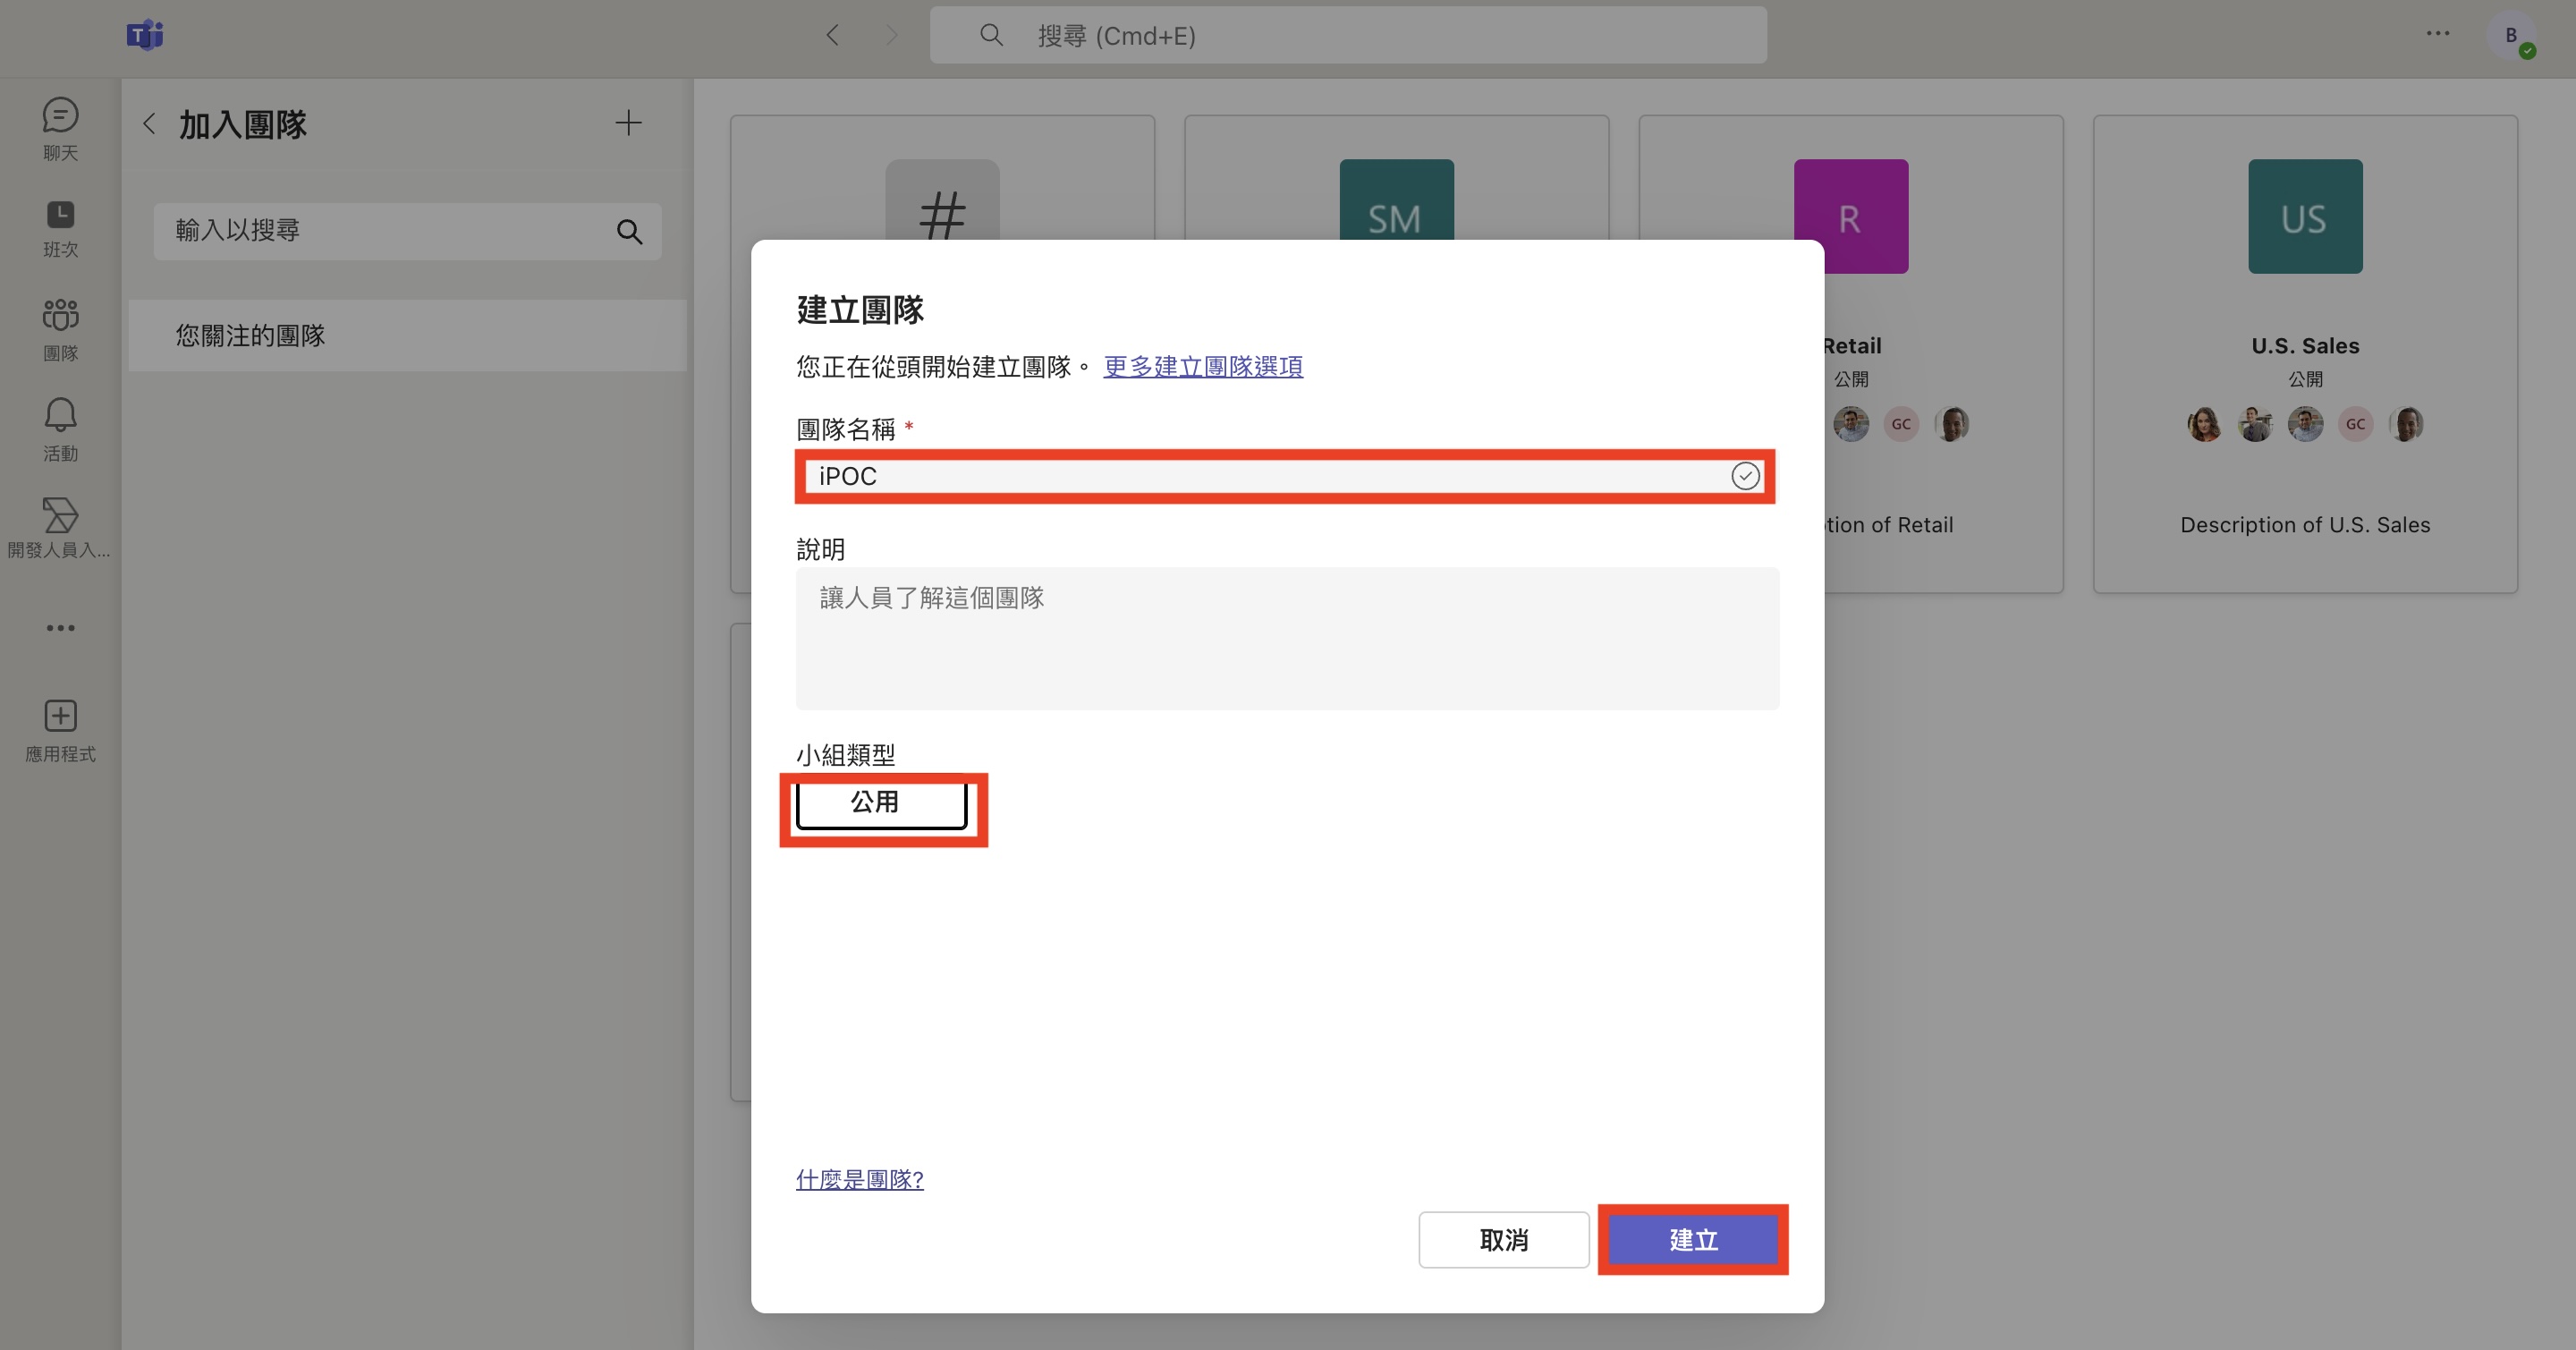 搜尋 (Cmd+E)
B
聊天
班次
團隊
活動
開發人員入...
應用程式
加入團隊
輸入以搜尋
您關注的團隊
#
SM
R
US
Retail
公開
GC
tion of Retail
U.S. Sales
公開
GC
Description of U.S. Sales
建立團隊
您正在從頭開始建立團隊。 更多建立團隊選項
團隊名稱 *
iPOC
說明
讓人員了解這個團隊
小組類型
公用
什麼是團隊?
取消
建立